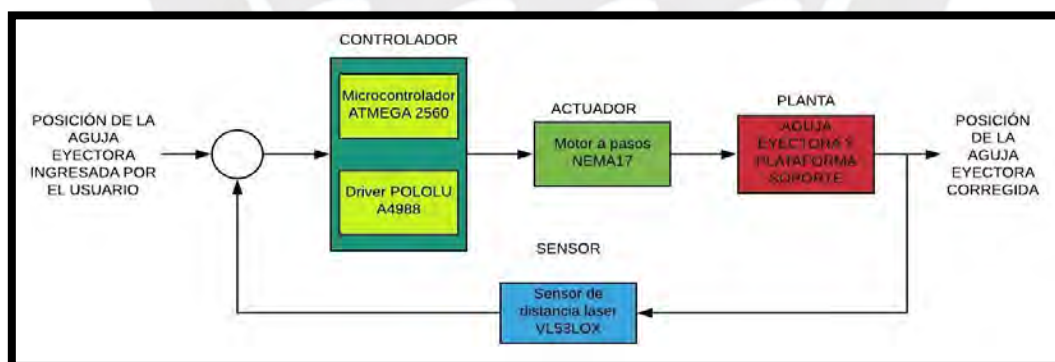 CONTROLADOR
POSICIÓN DE LA
AGUJA
EYECTORA
INGRESADA POR
EL USUARIO
Microcontrolador
ATMEGA 2560
Driver POLOLU
A4988
ACTUADOR
Motor a pasos
NEMA17
PLANTA
AGUJA
EYECTORA Y
PLATAFORMA
SOPORTE
POSICIÓN
DE LA
AGUJA
EYECTORA
CORREGIDA
SENSOR
Sensor de
distancia láser
VL53LOX